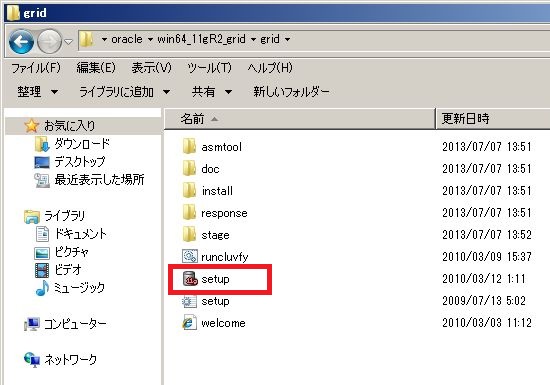 grid
oracle win64_11gR2_grid grid
ファイル(F) 編集(E) 表示(V) ツール(T) ヘルプ(H)
整理 ライブラリに追加 共有 新しいフォルダー
お気に入り
ダウンロード
デスクトップ
最近表示した場所
ライブラリ
ドキュメント
ピクチャ
ビデオ
ミュージック
コンピューター
ネットワーク
名前 更新日時
asmtool 2013/07/07 13:51
doc 2013/07/07 13:51
install 2013/07/07 13:51
response 2013/07/07 13:51
stage 2013/07/07 13:52
runcluvfy 2010/03/09 15:37
setup 2010/03/12 1:11
setup 2009/07/13 5:02
welcome 2010/03/03 11:12